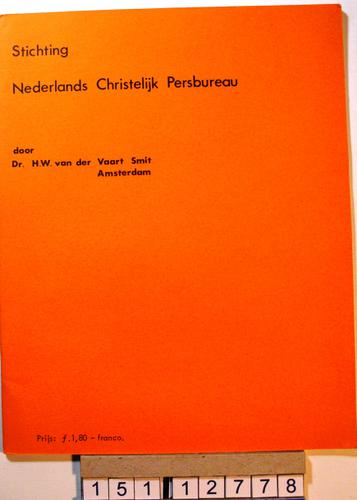 Stichting
Nederlands Christelijk Persbureau
door
Dr. H.W. van der Vaart Smit
Amsterdam
Prijs: ƒ.1,80 – franco.
151 12778